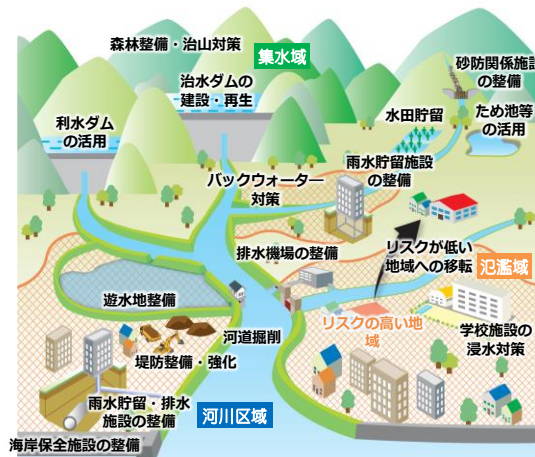 森林整備・治山対策
集水域
砂防関係施設
の整備
治水ダムの
建設・再生
水田貯留
ため池等
の活用
利水ダム
の活用
雨水貯留施設
の整備
バックウォーター
対策
排水機場の整備
リスクが低い
地域への移転
氾濫域
遊水地整備
リスクの高い地
域
学校施設の
浸水対策
河道掘削
堤防整備・強化
雨水貯留・排水
施設の整備
河川区域
海岸保全施設の整備